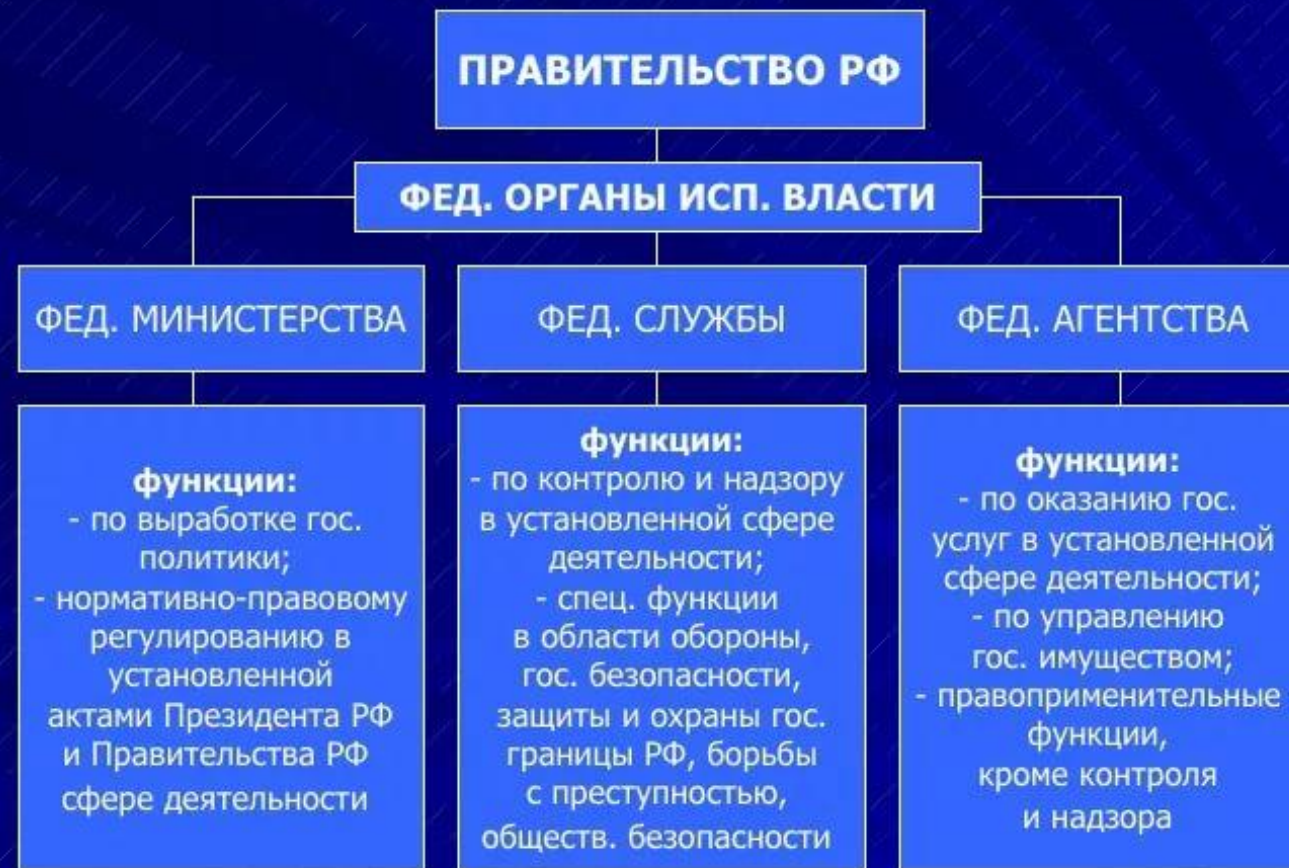 ПРАВИТЕЛЬСТВО РФ
ФЕД. ОРГАНЫ ИСП. ВЛАСТИ
ФЕД. МИНИСТЕРСТВА
функции:
- по выработке гос.
политики;
- нормативно-правовому
регулированию в
установленной
актами Президента РФ
и Правительства РФ
сфере деятельности
ФЕД. СЛУЖБЫ
функции:
- по контролю и надзору
в установленной сфере
деятельности;
- спец. функции
в области обороны,
гос. безопасности,
защиты и охраны гос.
границы РФ, борьбы
с преступностью,
обществ. безопасности
ФЕД. АГЕНТСТВА
функции:
- по оказанию гос.
услуг в установленной
сфере деятельности;
- по управлению
гос. имуществом;
- правоприменительные
функции,
кроме контроля
и надзора